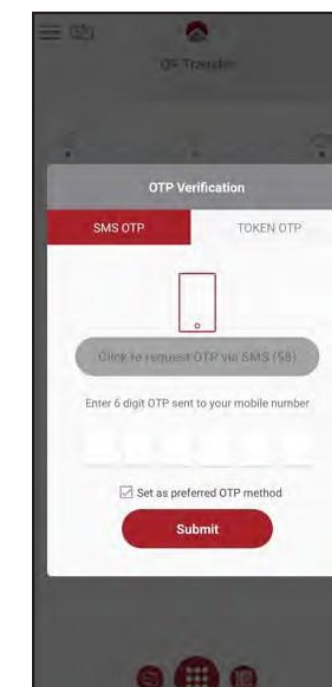 QR Transfer
OTP Verification
SMS OTP
TOKEN OTP
Click to request OTP via SMS (58)
Enter 6 digit OTP sent to your mobile number
Set as preferred OTP method
Submit